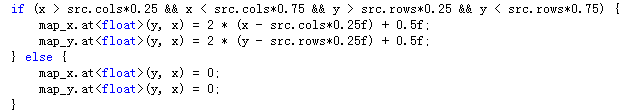 if (x > src.cols*0.25 && x < src.cols*0.75 && y > src.rows*0.25 && y < src.rows*0.75) {
    map_x.at<float>(y, x) = 2 * (x - src.cols*0.25f) + 0.5f;
    map_y.at<float>(y, x) = 2 * (y - src.rows*0.25f) + 0.5f;
} else {
    map_x.at<float>(y, x) = 0;
    map_y.at<float>(y, x) = 0;
}